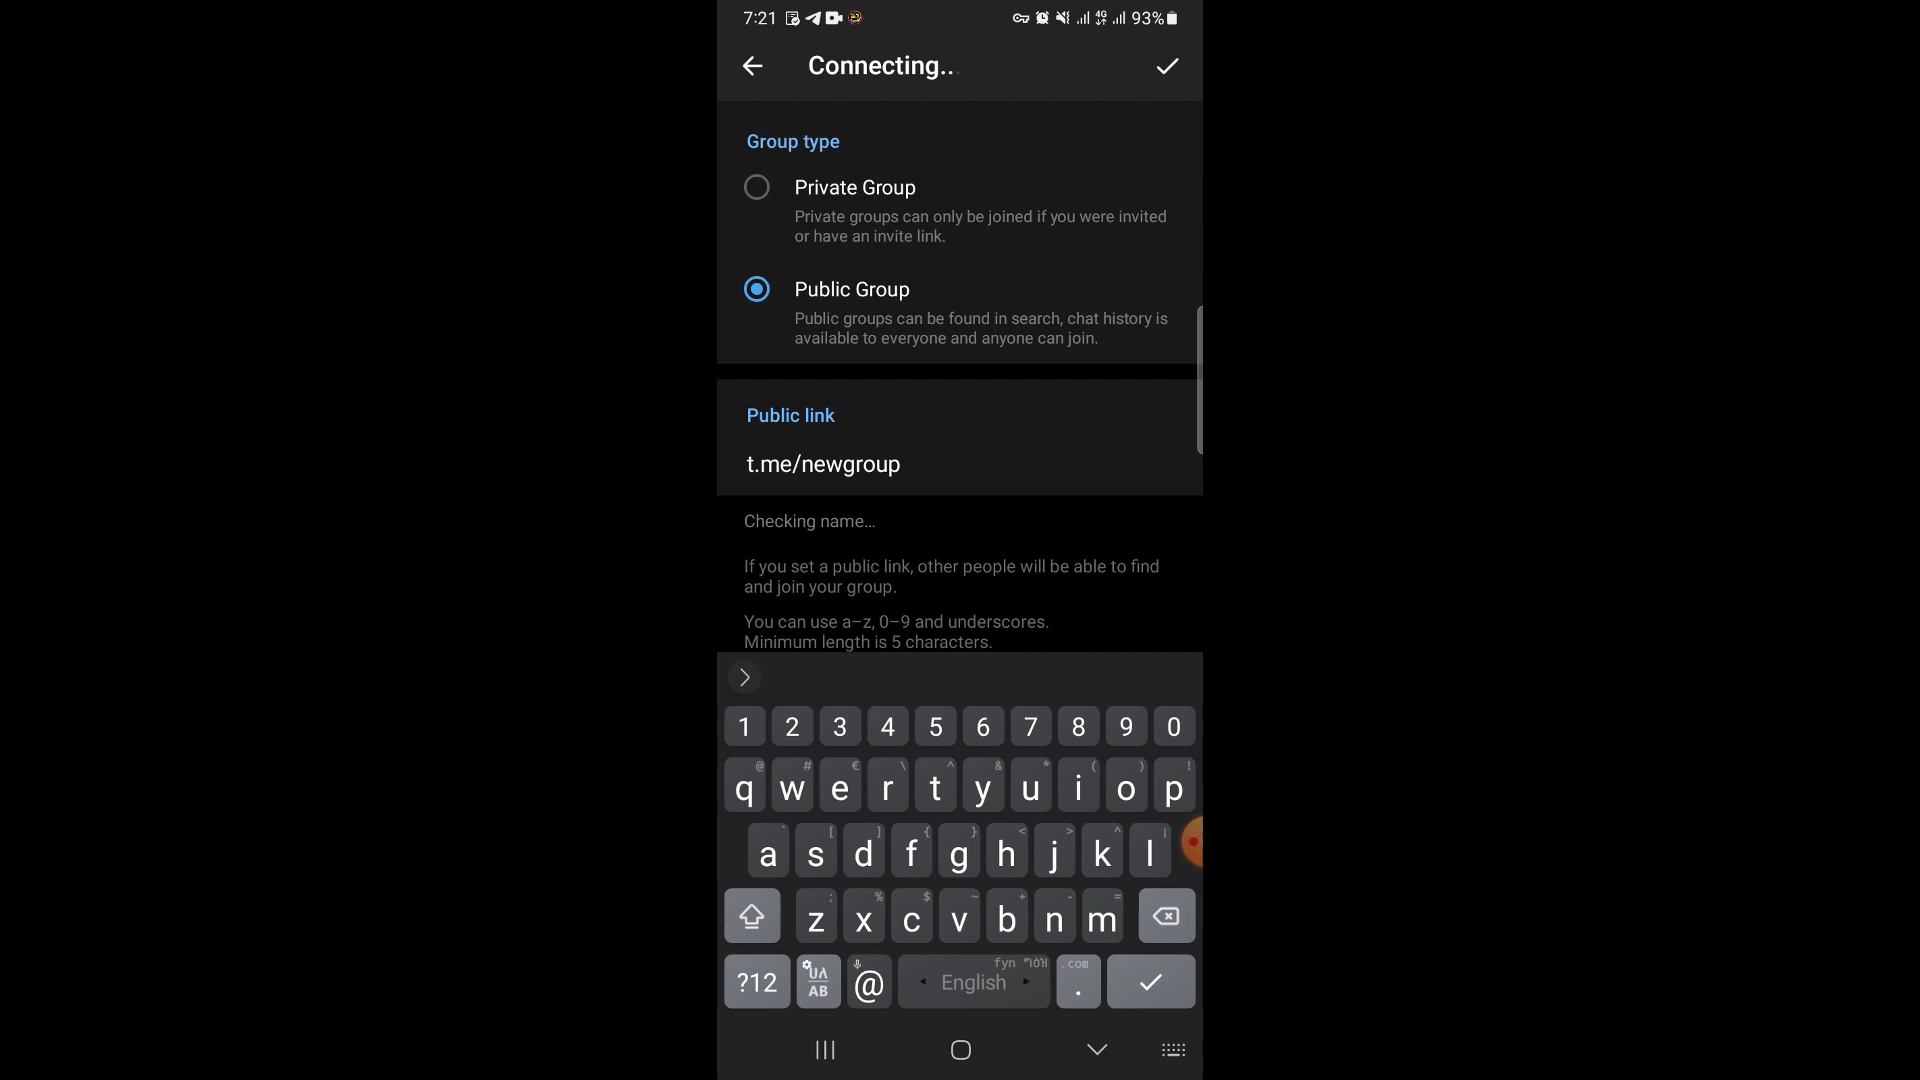 7:21 4G 93%
Connecting...
Group type
Private Group
Private groups can only be joined if you were invited
or have an invite link.
Public Group
Public groups can be found in search, chat history is
available to everyone and anyone can join.
Public link
t.me/newgroup
Checking name...
If you set a public link, other people will be able to find
and join your group.
You can use a–z, 0–9 and underscores.
Minimum length is 5 characters.
1 2 3 4 5 6 7 8 9 0
@ # € \ ^ & * ( ) !
q w e r t y u i o p
` [ ] { } < > ^ ¡
a s d f g h j k l
; % $ ~ + - =
z x c v b n m
?12 AB @ English .com .